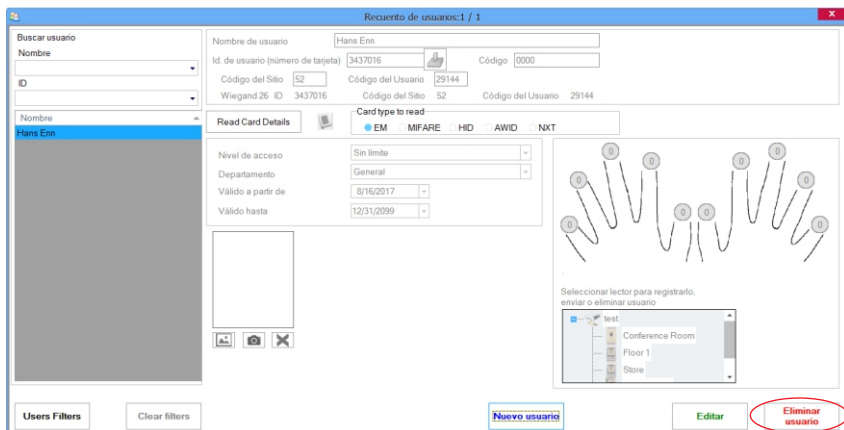 Recuento de usuarios:1 / 1
x
Buscar usuario
Nombre
ID
Nombre
Hans Enn
Users Filters
Clear filters
Nombre de usuario Hans Enn
Id. de usuario (número de tarjeta) 3437016 Código 0000
Código del Sitio 52 Código del Usuario 29144
Wiegand 26 ID 3437016 Código del Sitio 52 Código del Usuario 29144
Read Card Details
Card type to read
EM MIFARE HID AWID NXT
Nivel de acceso Sin límite
Departamento General
Válido a partir de 8/16/2017
Válido hasta 12/31/2099
0 0
0 0
0 0
0 0 0 0
Seleccionar lector para registrarlo,
enviar o eliminar usuario
test
Conference Room
Floor 1
Store
Nuevo usuario
Editar
Eliminar
usuario